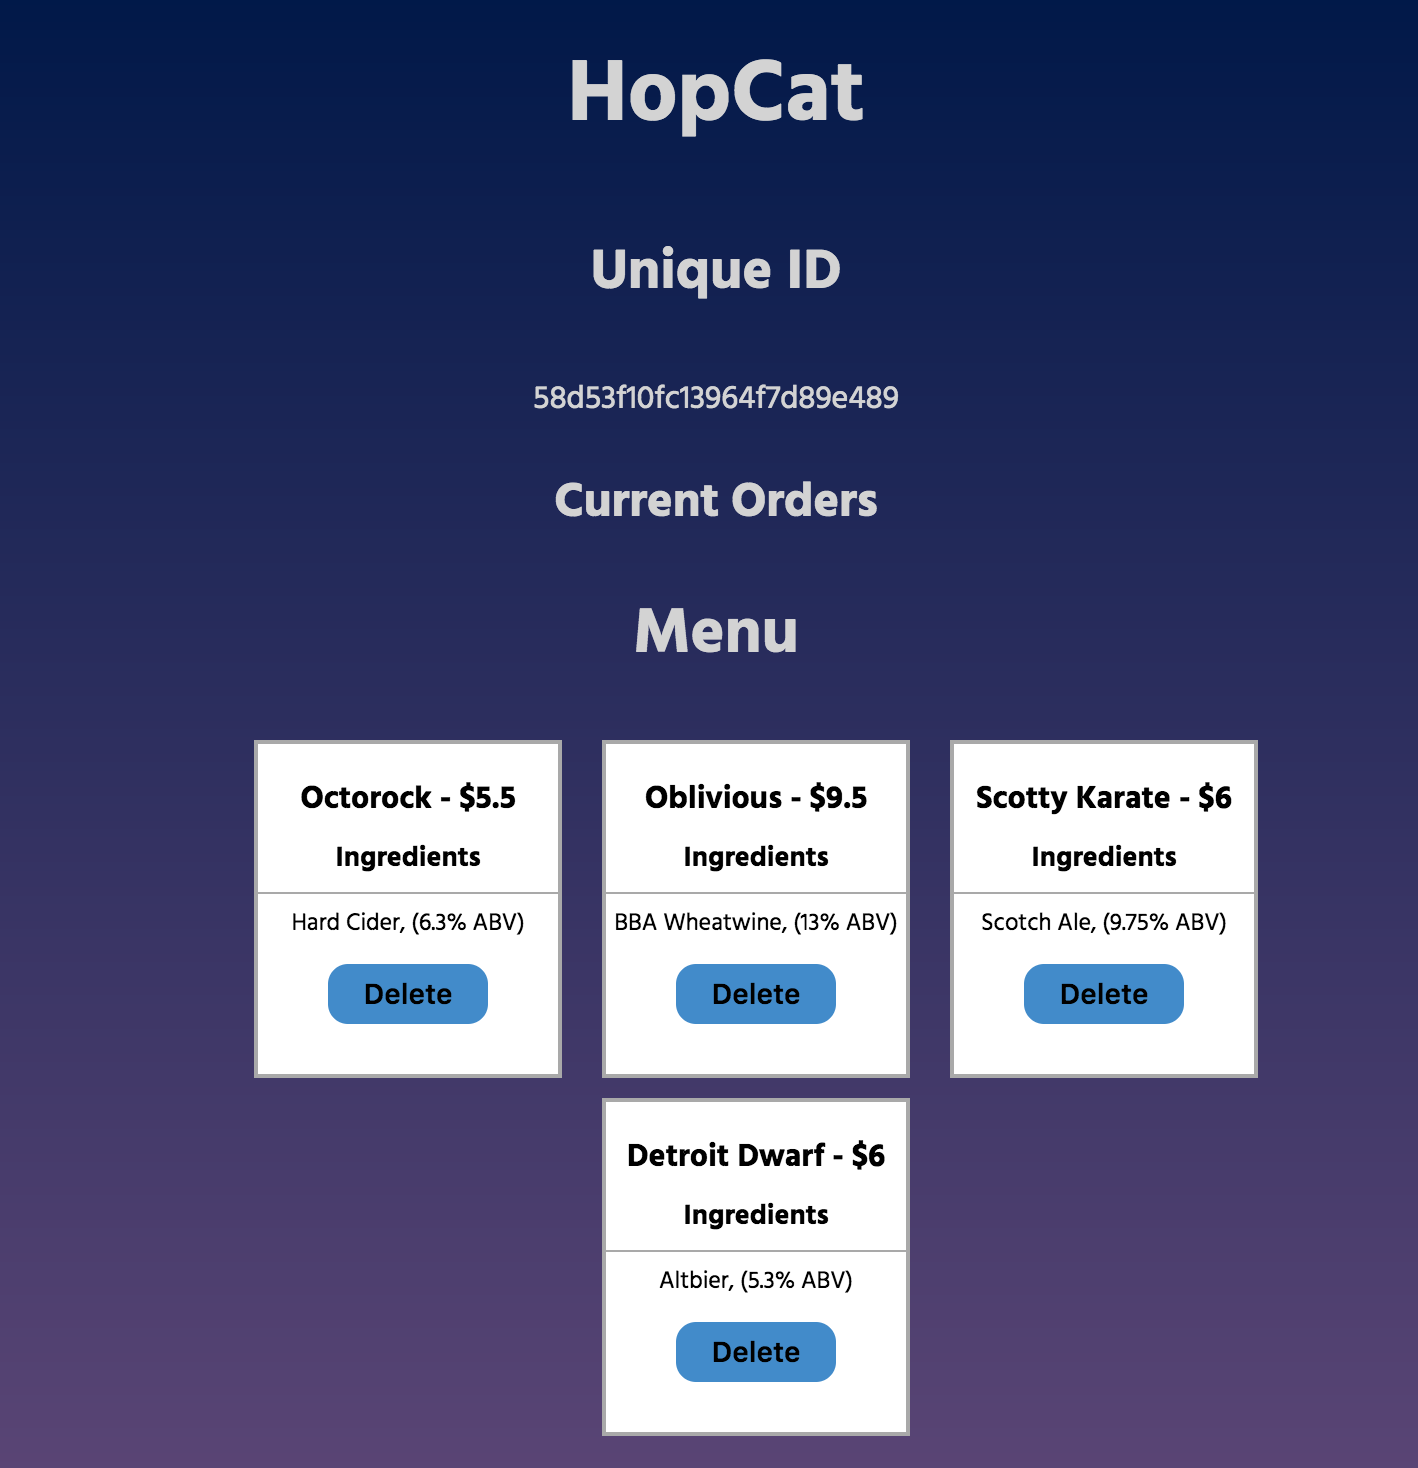 HopCat
Unique ID
58d53f10fc13964f7d89e489
Current Orders
Menu
Octorock - $5.5
Ingredients
Hard Cider, (6.3% ABV)
Delete
Oblivious - $9.5
Ingredients
BBA Wheatwine, (13% ABV)
Delete
Scotty Karate - $6
Ingredients
Scotch Ale, (9.75% ABV)
Delete
Detroit Dwarf - $6
Ingredients
Altbier, (5.3% ABV)
Delete